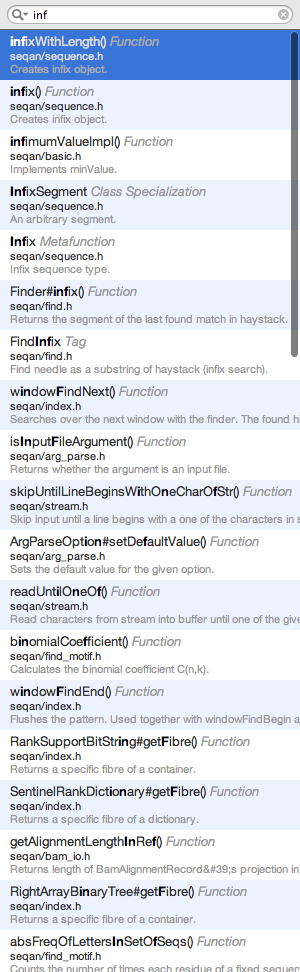 inf
infixWithLength() Function
seqan/sequence.h
Creates infix object.
infix() Function
seqan/sequence.h
Creates infix object.
infimumValueImpl() Function
seqan/basic.h
Implements minValue.
InfixSegment Class Specialization
seqan/sequence.h
An arbitrary segment.
Infix Metafunction
seqan/sequence.h
Infix sequence type.
Finder#infix() Function
seqan/find.h
Returns the segment of the last found match in haystack.
FindInfix Tag
seqan/find.h
Find needle as a substring of haystack (infix search).
windowFindNext() Function
seqan/index.h
Searches over the next window with the finder. The found hi
isInputFileArgument() Function
seqan/arg_parse.h
Returns whether the argument is an input file.
skipUntilLineBeginsWithOneCharOfStr() Function
seqan/stream.h
Skip input until a line begins with a one of the characters in s
ArgParseOption#setDefaultValue() Function
seqan/arg_parse.h
Sets the default value for the given option.
readUntilOneOf() Function
seqan/stream.h
Read characters from stream into buffer until one of the give
binomialCoefficient() Function
seqan/find_motif.h
Calculates the binomial coefficient C(n,k).
windowFindEnd() Function
seqan/index.h
Flushes the pattern. Used together with windowFindBegin a
RankSupportBitString#getFibre() Function
seqan/index.h
Returns a specific fibre of a container.
SentinelRankDictionary#getFibre() Function
seqan/index.h
Returns a specific fibre of a dictionary.
getAlignmentLengthInRef() Function
seqan/bam_io.h
Returns length of BamAlignmentRecord&#39;s projection in
RightArrayBinaryTree#getFibre() Function
seqan/index.h
Returns a specific fibre of a container.
absFreqOfLettersInSetOfSeqs() Function
seqan/find_motif.h
Counts the number of times each residue of a fixed sequen